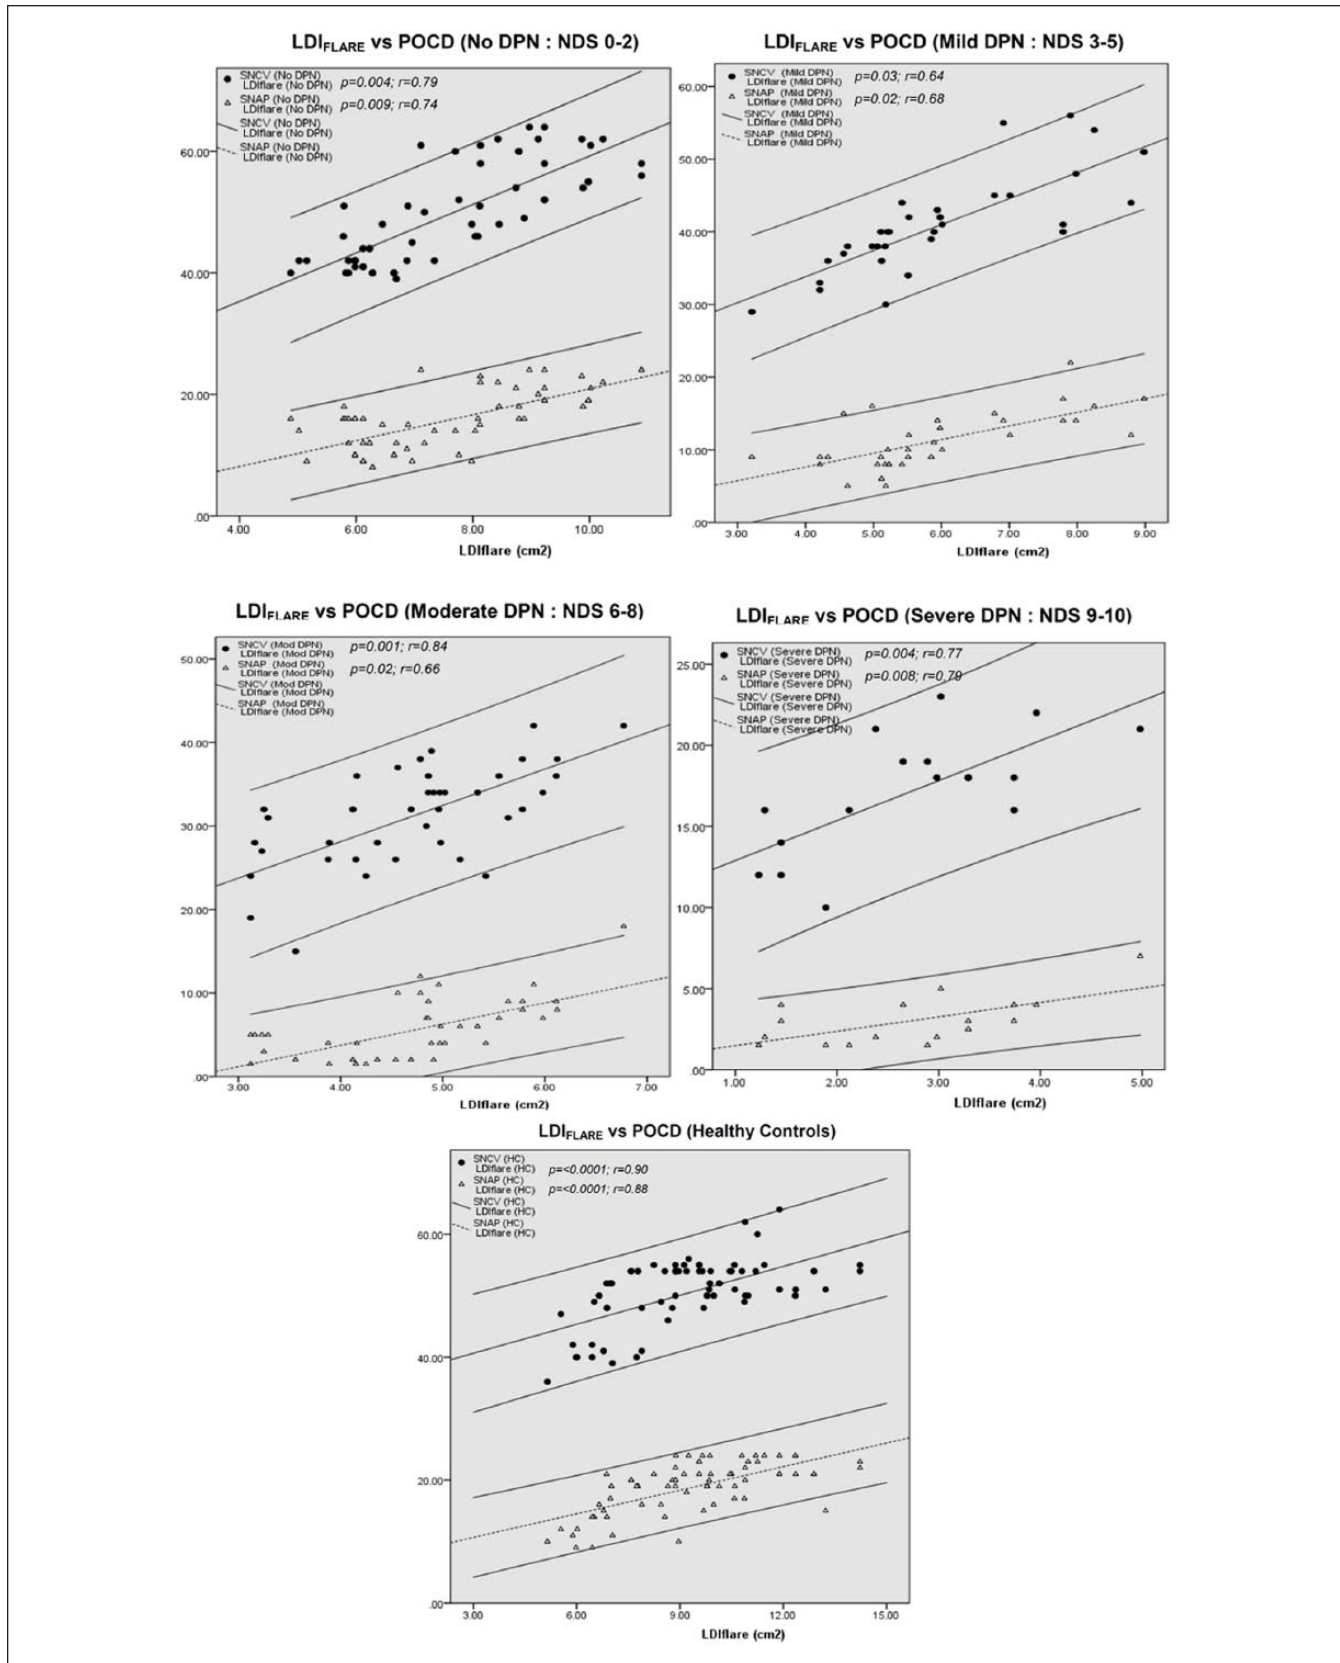 LDIFLARE vs POCD (No DPN : NDS 0-2)
SNCV (No DPN)
LDIflare (No DPN)
p=0.004; r=0.79
SNAP (No DPN)
LDIflare (No DPN)
p=0.009; r=0.74
SNCV (No DPN)
LDIflare (No DPN)
SNAP (No DPN)
LDIflare (No DPN)
60.00
40.00
20.00
.00
4.00 6.00 8.00 10.00
LDIflare (cm2)
LDIFLARE vs POCD (Mild DPN : NDS 3-5)
SNCV (Mild DPN)
LDIflare (Mild DPN)
p=0.03; r=0.64
SNAP (Mild DPN)
LDIflare (Mild DPN)
p=0.02; r=0.68
SNCV (Mild DPN)
LDIflare (Mild DPN)
SNAP (Mild DPN)
LDIflare (Mild DPN)
60.00
50.00
40.00
30.00
20.00
10.00
.00
3.00 4.00 5.00 6.00 7.00 8.00 9.00
LDIflare (cm2)
LDIFLARE vs POCD (Moderate DPN : NDS 6-8)
SNCV (Mod DPN)
LDIflare (Mod DPN)
p=0.001; r=0.84
SNAP (Mod DPN)
LDIflare (Mod DPN)
p=0.02; r=0.66
SNCV (Mod DPN)
LDIflare (Mod DPN)
SNAP (Mod DPN)
LDIflare (Mod DPN)
50.00
40.00
30.00
20.00
10.00
.00
3.00 4.00 5.00 6.00 7.00
LDIflare (cm2)
LDIFLARE vs POCD (Severe DPN : NDS 9-10)
SNCV (Severe DPN)
LDIflare (Severe DPN)
p=0.004; r=0.77
SNAP (Severe DPN)
LDIflare (Severe DPN)
p=0.008; r=0.79
SNCV (Severe DPN)
LDIflare (Severe DPN)
SNAP (Severe DPN)
LDIflare (Severe DPN)
25.00
20.00
15.00
10.00
5.00
.00
1.00 2.00 3.00 4.00 5.00
LDIflare (cm2)
LDIFLARE vs POCD (Healthy Controls)
SNCV (HC)
LDIflare (HC)
p=<0.0001; r=0.90
SNAP (HC)
LDIflare (HC)
p=<0.0001; r=0.88
SNCV (HC)
LDIflare (HC)
SNAP (HC)
LDIflare (HC)
60.00
40.00
20.00
.00
3.00 6.00 9.00 12.00 15.00
LDIflare (cm2)